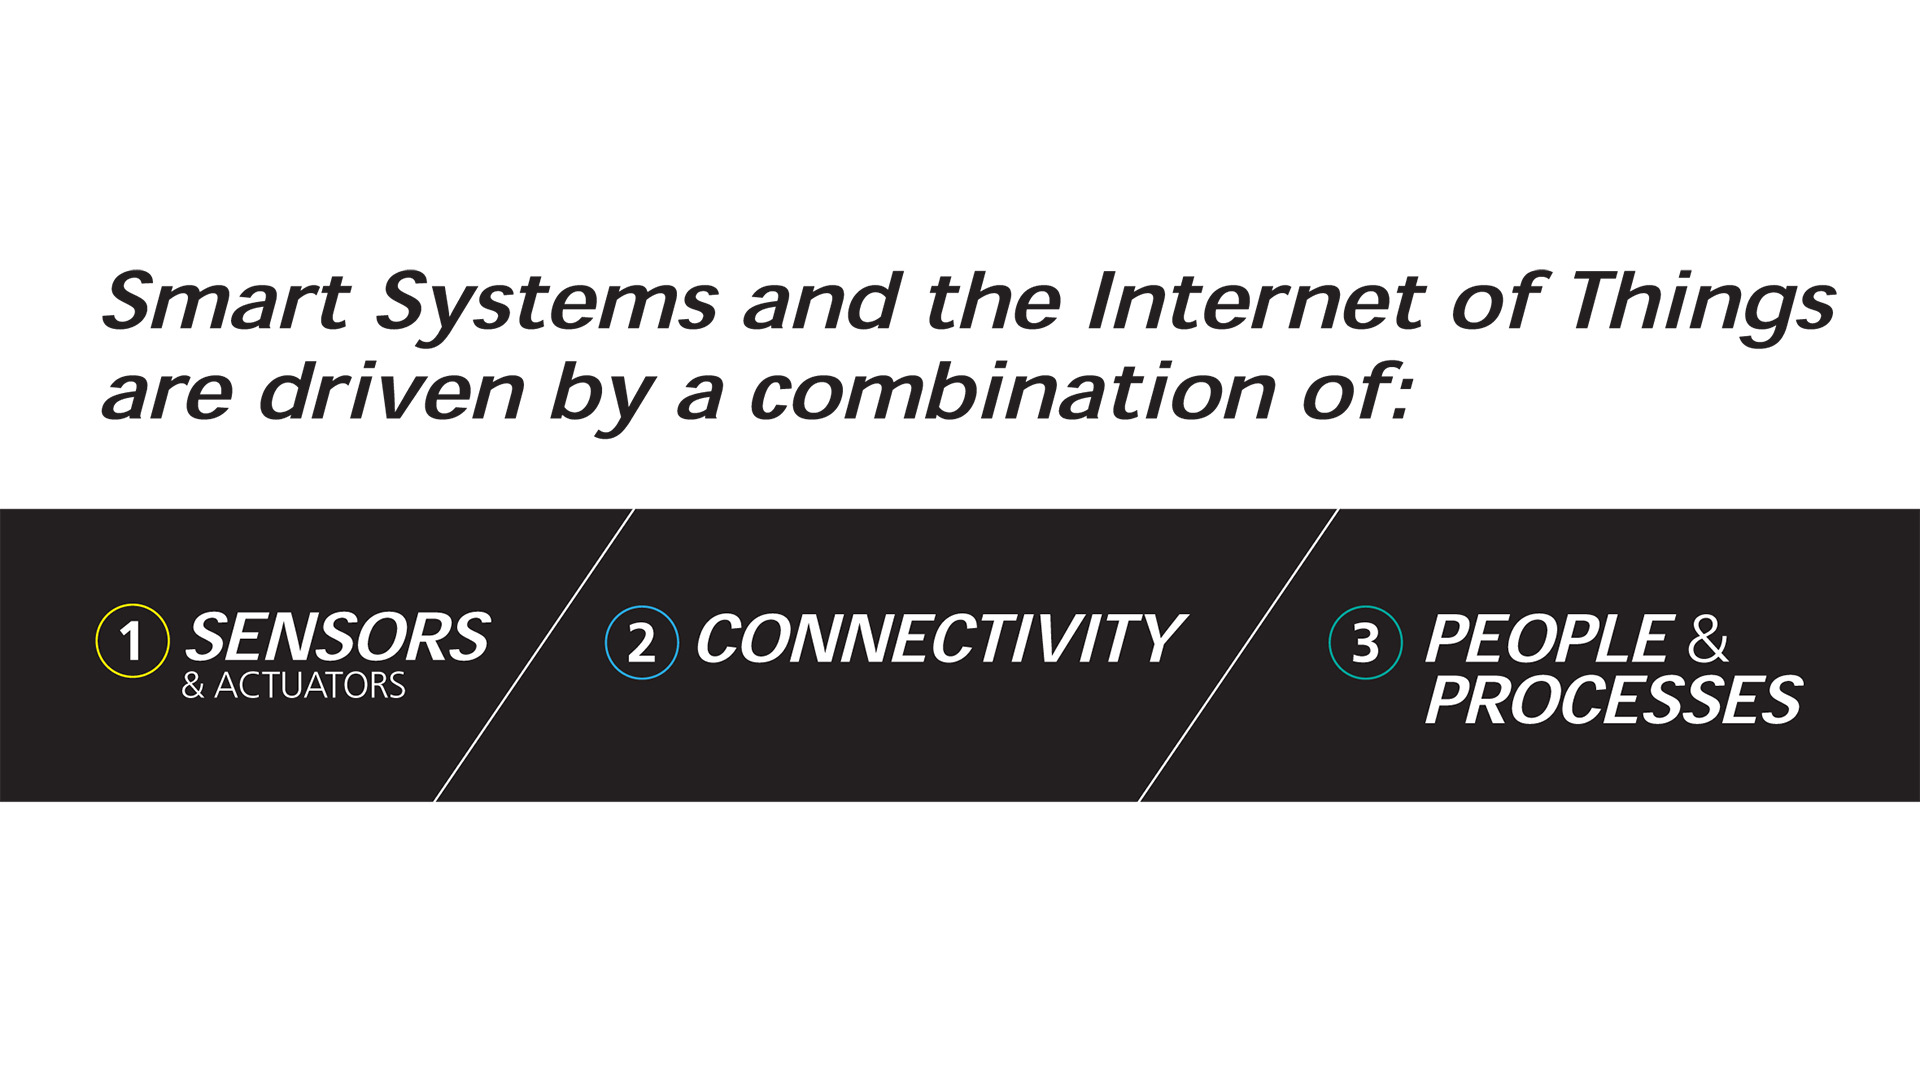 Smart Systems and the Internet of Things
are driven by a combination of:
1 SENSORS
& ACTUATORS
2 CONNECTIVITY
3 PEOPLE &
PROCESSES